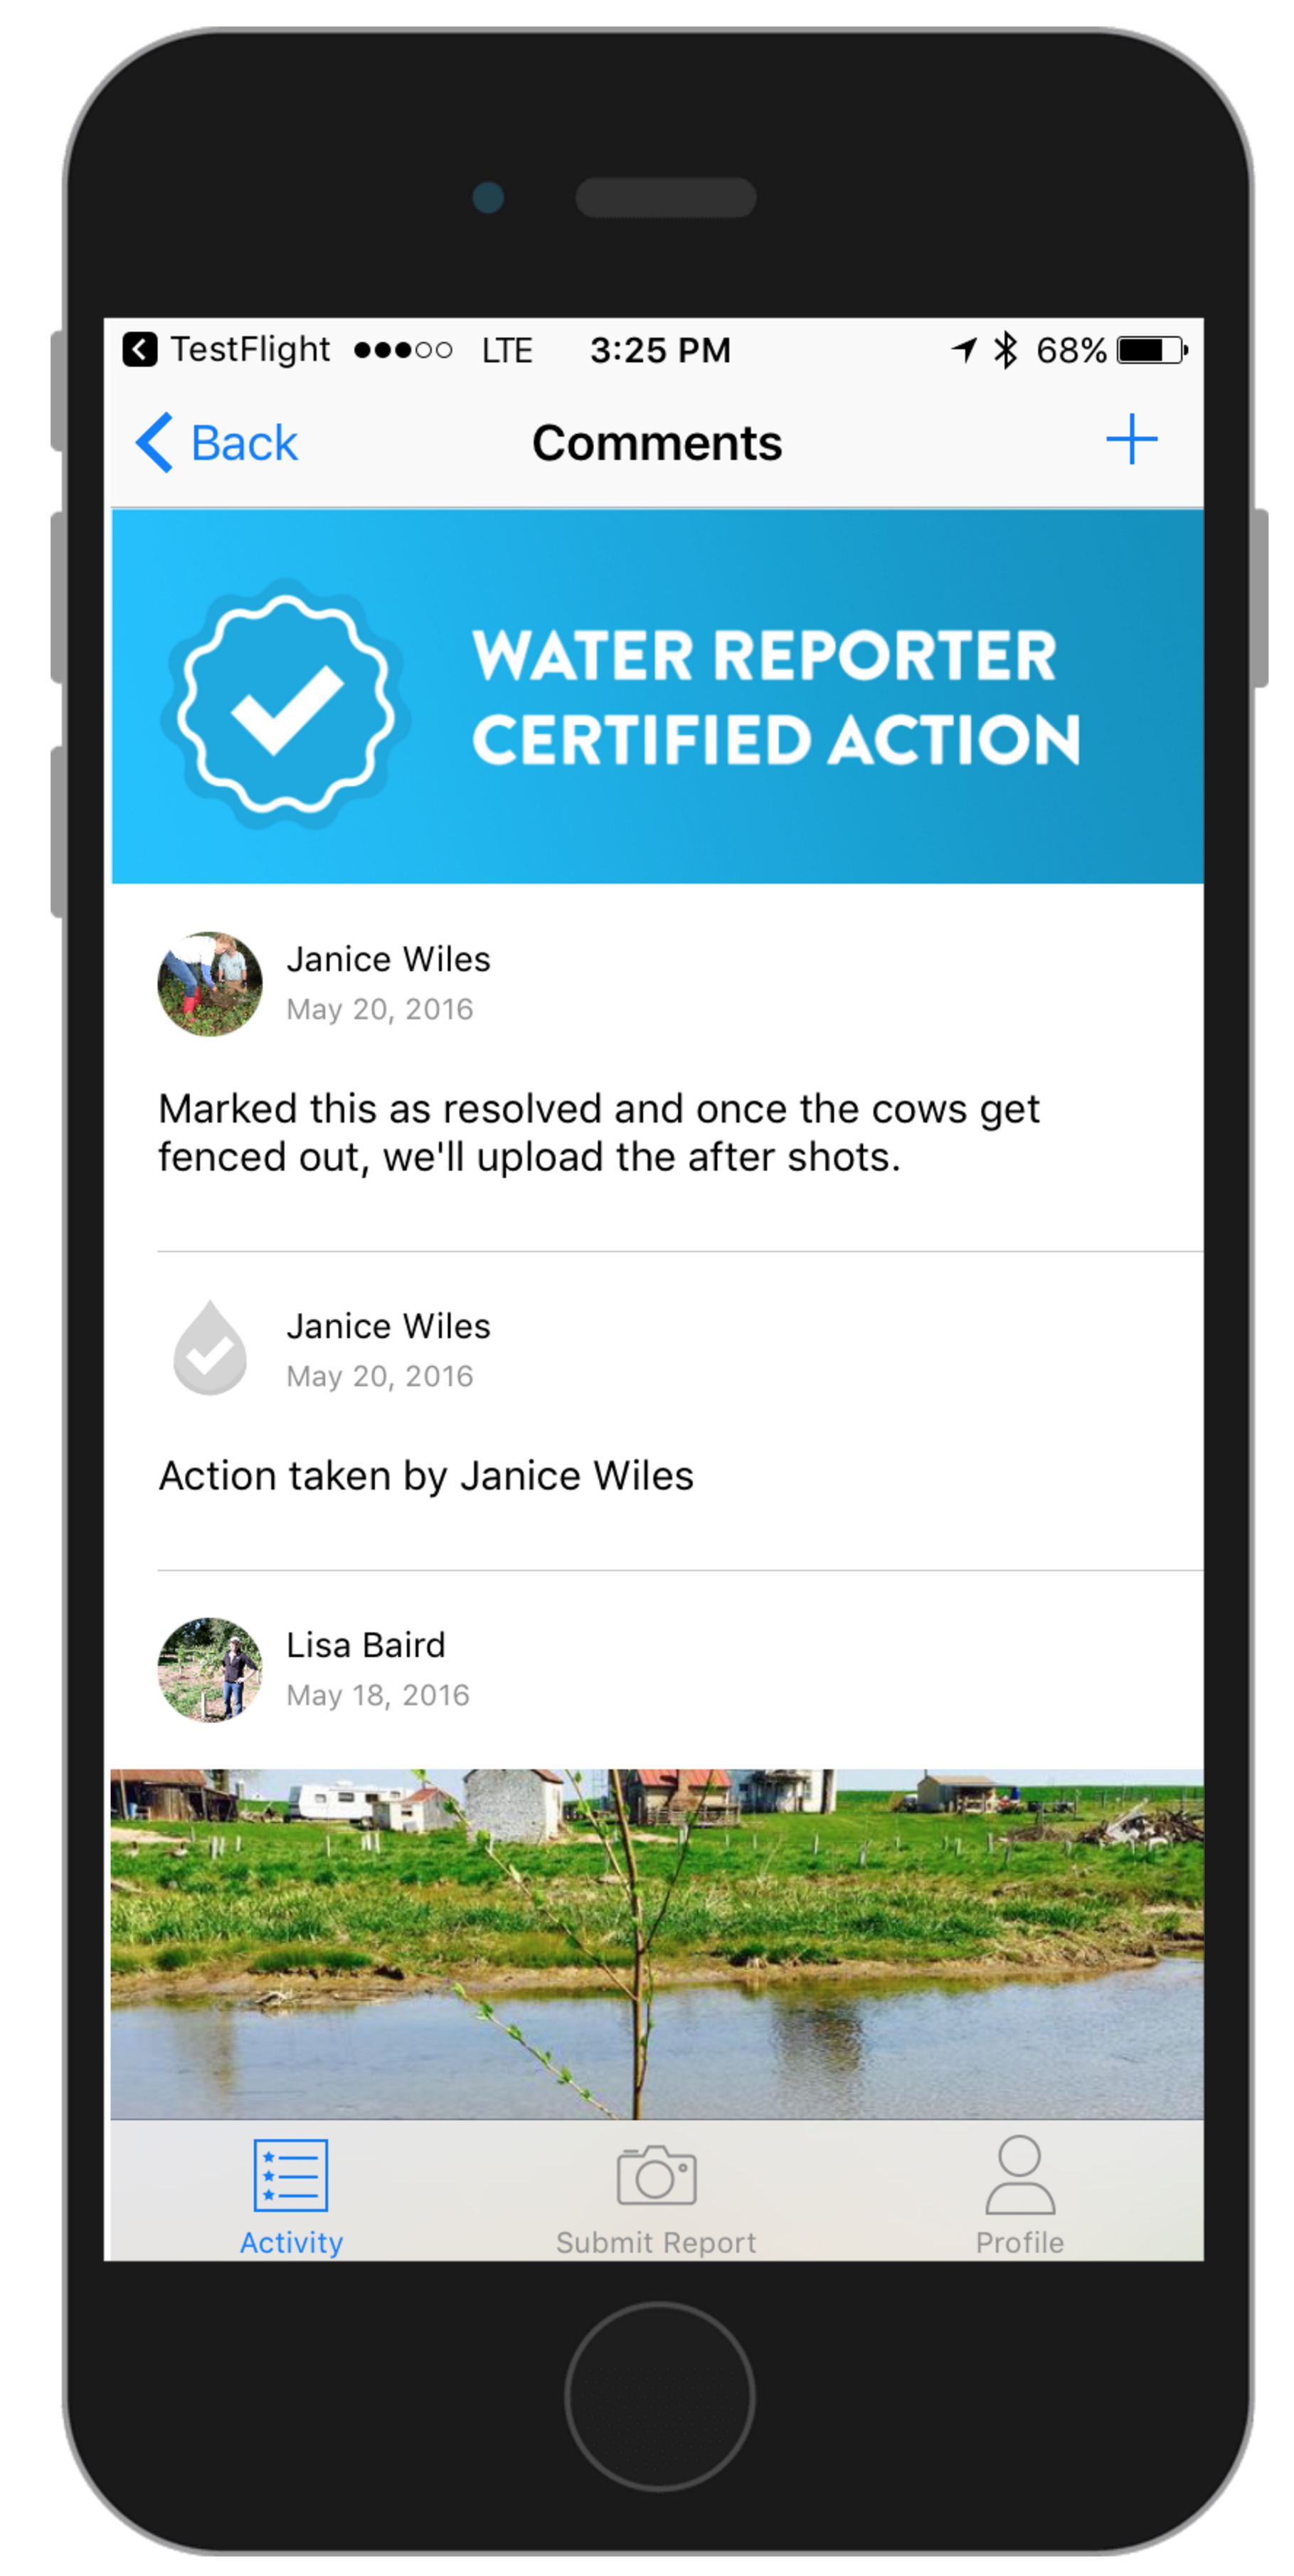 TestFlight LTE 3:25 PM 68%
Back Comments +
WATER REPORTER
CERTIFIED ACTION
Janice Wiles
May 20, 2016
Marked this as resolved and once the cows get
fenced out, we'll upload the after shots.
Janice Wiles
May 20, 2016
Action taken by Janice Wiles
Lisa Baird
May 18, 2016
Activity Submit Report Profile